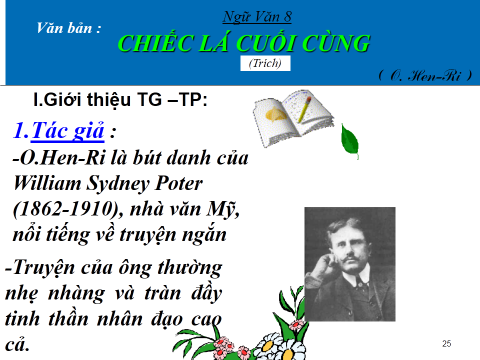 Ngữ Văn 8
Văn bản :
CHIẾC LÁ CUỐI CÙNG
(Trích)
( O. Hen-Ri )
I.Giới thiệu TG –TP:
1.Tác giả :
-O.Hen-Ri là bút danh của
William Sydney Poter
(1862-1910), nhà văn Mỹ,
nổi tiếng về truyện ngắn
-Truyện của ông thường
nhẹ nhàng và tràn đầy
tinh thần nhân đạo cao
cả.
25